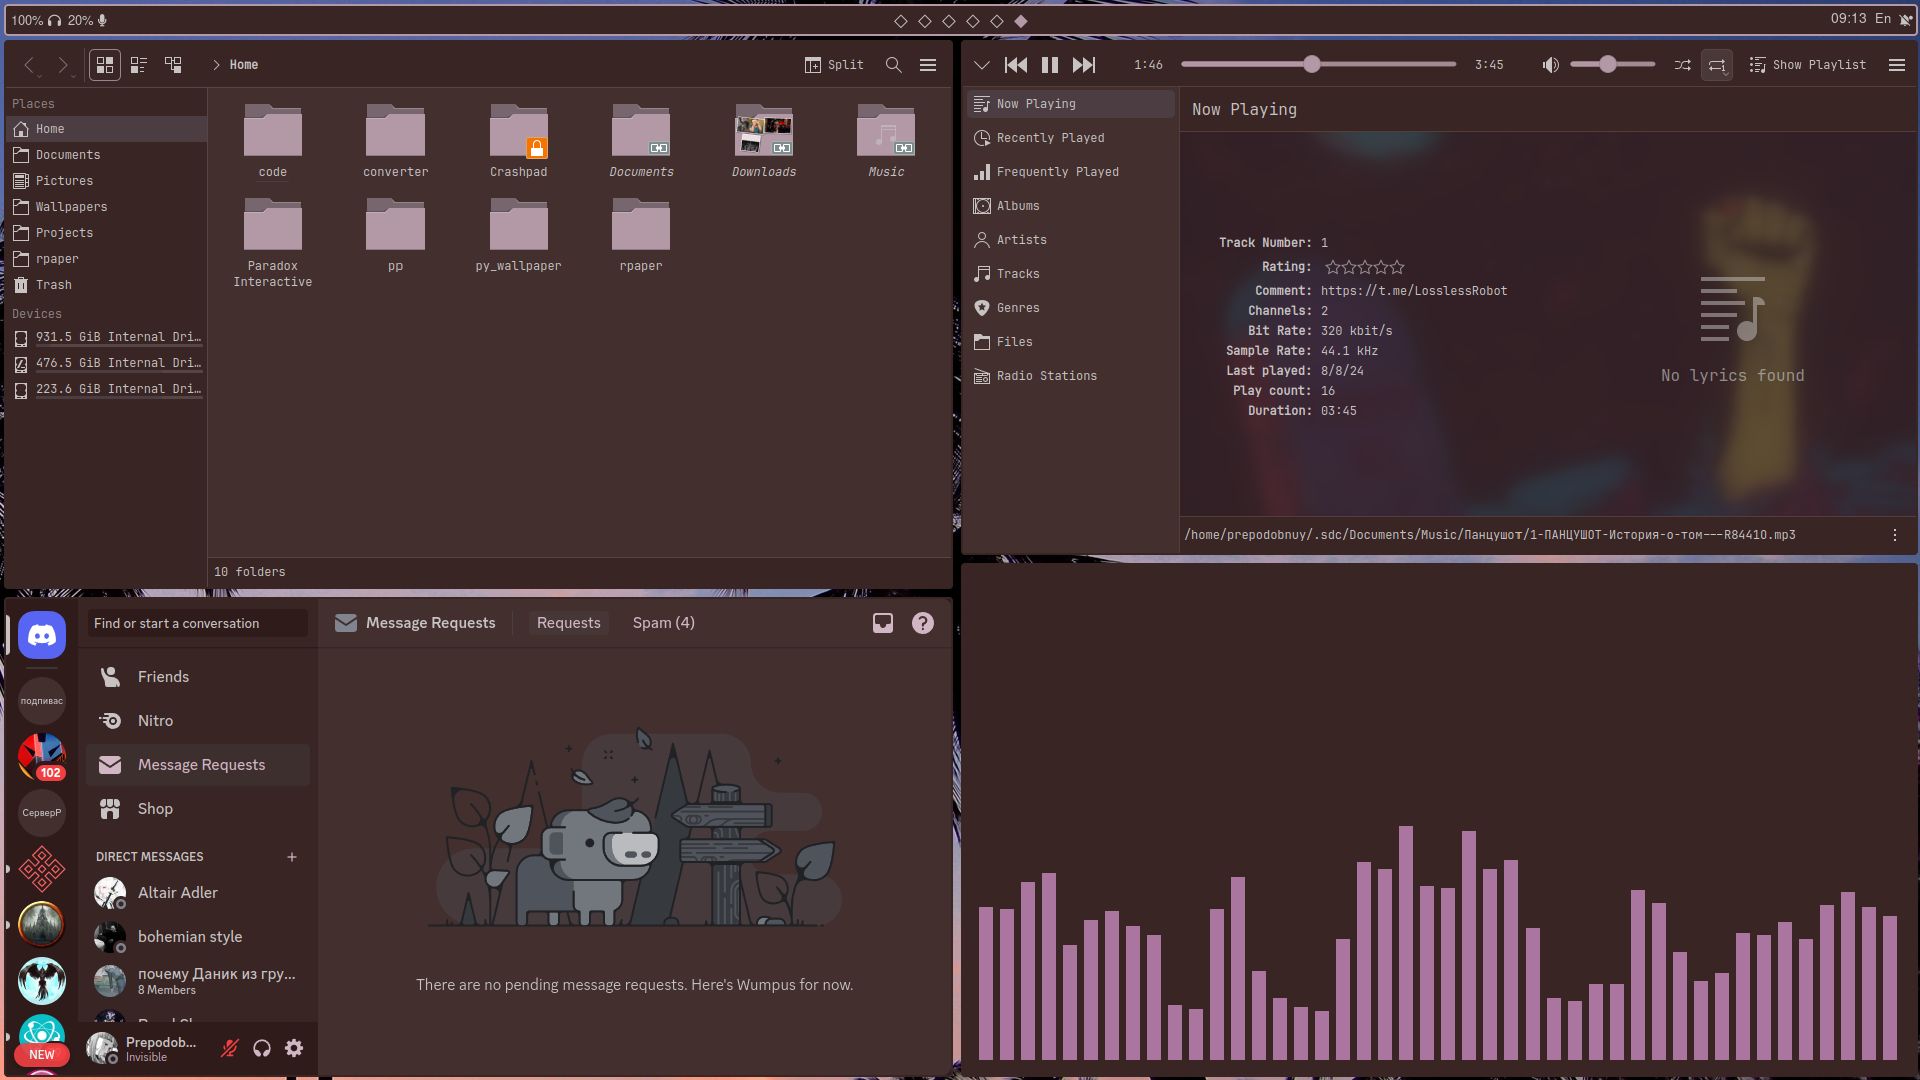 100% 20%
09:13 En
Home
Split
Places
Home
Documents
Pictures
Wallpapers
Projects
rpaper
Trash
Devices
931.5 GiB Internal Dri…
476.5 GiB Internal Dri…
223.6 GiB Internal Dri…
code
converter
Crashpad
Documents
Downloads
Music
Paradox
Interactive
pp
py_wallpaper
rpaper
10 folders
1:46
3:45
Show Playlist
Now Playing
Recently Played
Frequently Played
Albums
Artists
Tracks
Genres
Files
Radio Stations
Now Playing
Track Number: 1
Rating:
Comment: https://t.me/LosslessRobot
Channels: 2
Bit Rate: 320 kbit/s
Sample Rate: 44.1 kHz
Last played: 8/8/24
Play count: 16
Duration: 03:45
No lyrics found
/home/prepodobnuy/.sdc/Documents/Music/Панцушот/1-ПАНЦУШОТ-История-о-том---R84410.mp3
подпивас
102
СерверР
NEW
Find or start a conversation
Friends
Nitro
Message Requests
Shop
DIRECT MESSAGES
Altair Adler
bohemian style
почему Даник из гру...
8 Members
Prepodob...
Invisible
Message Requests
Requests
Spam (4)
There are no pending message requests. Here's Wumpus for now.